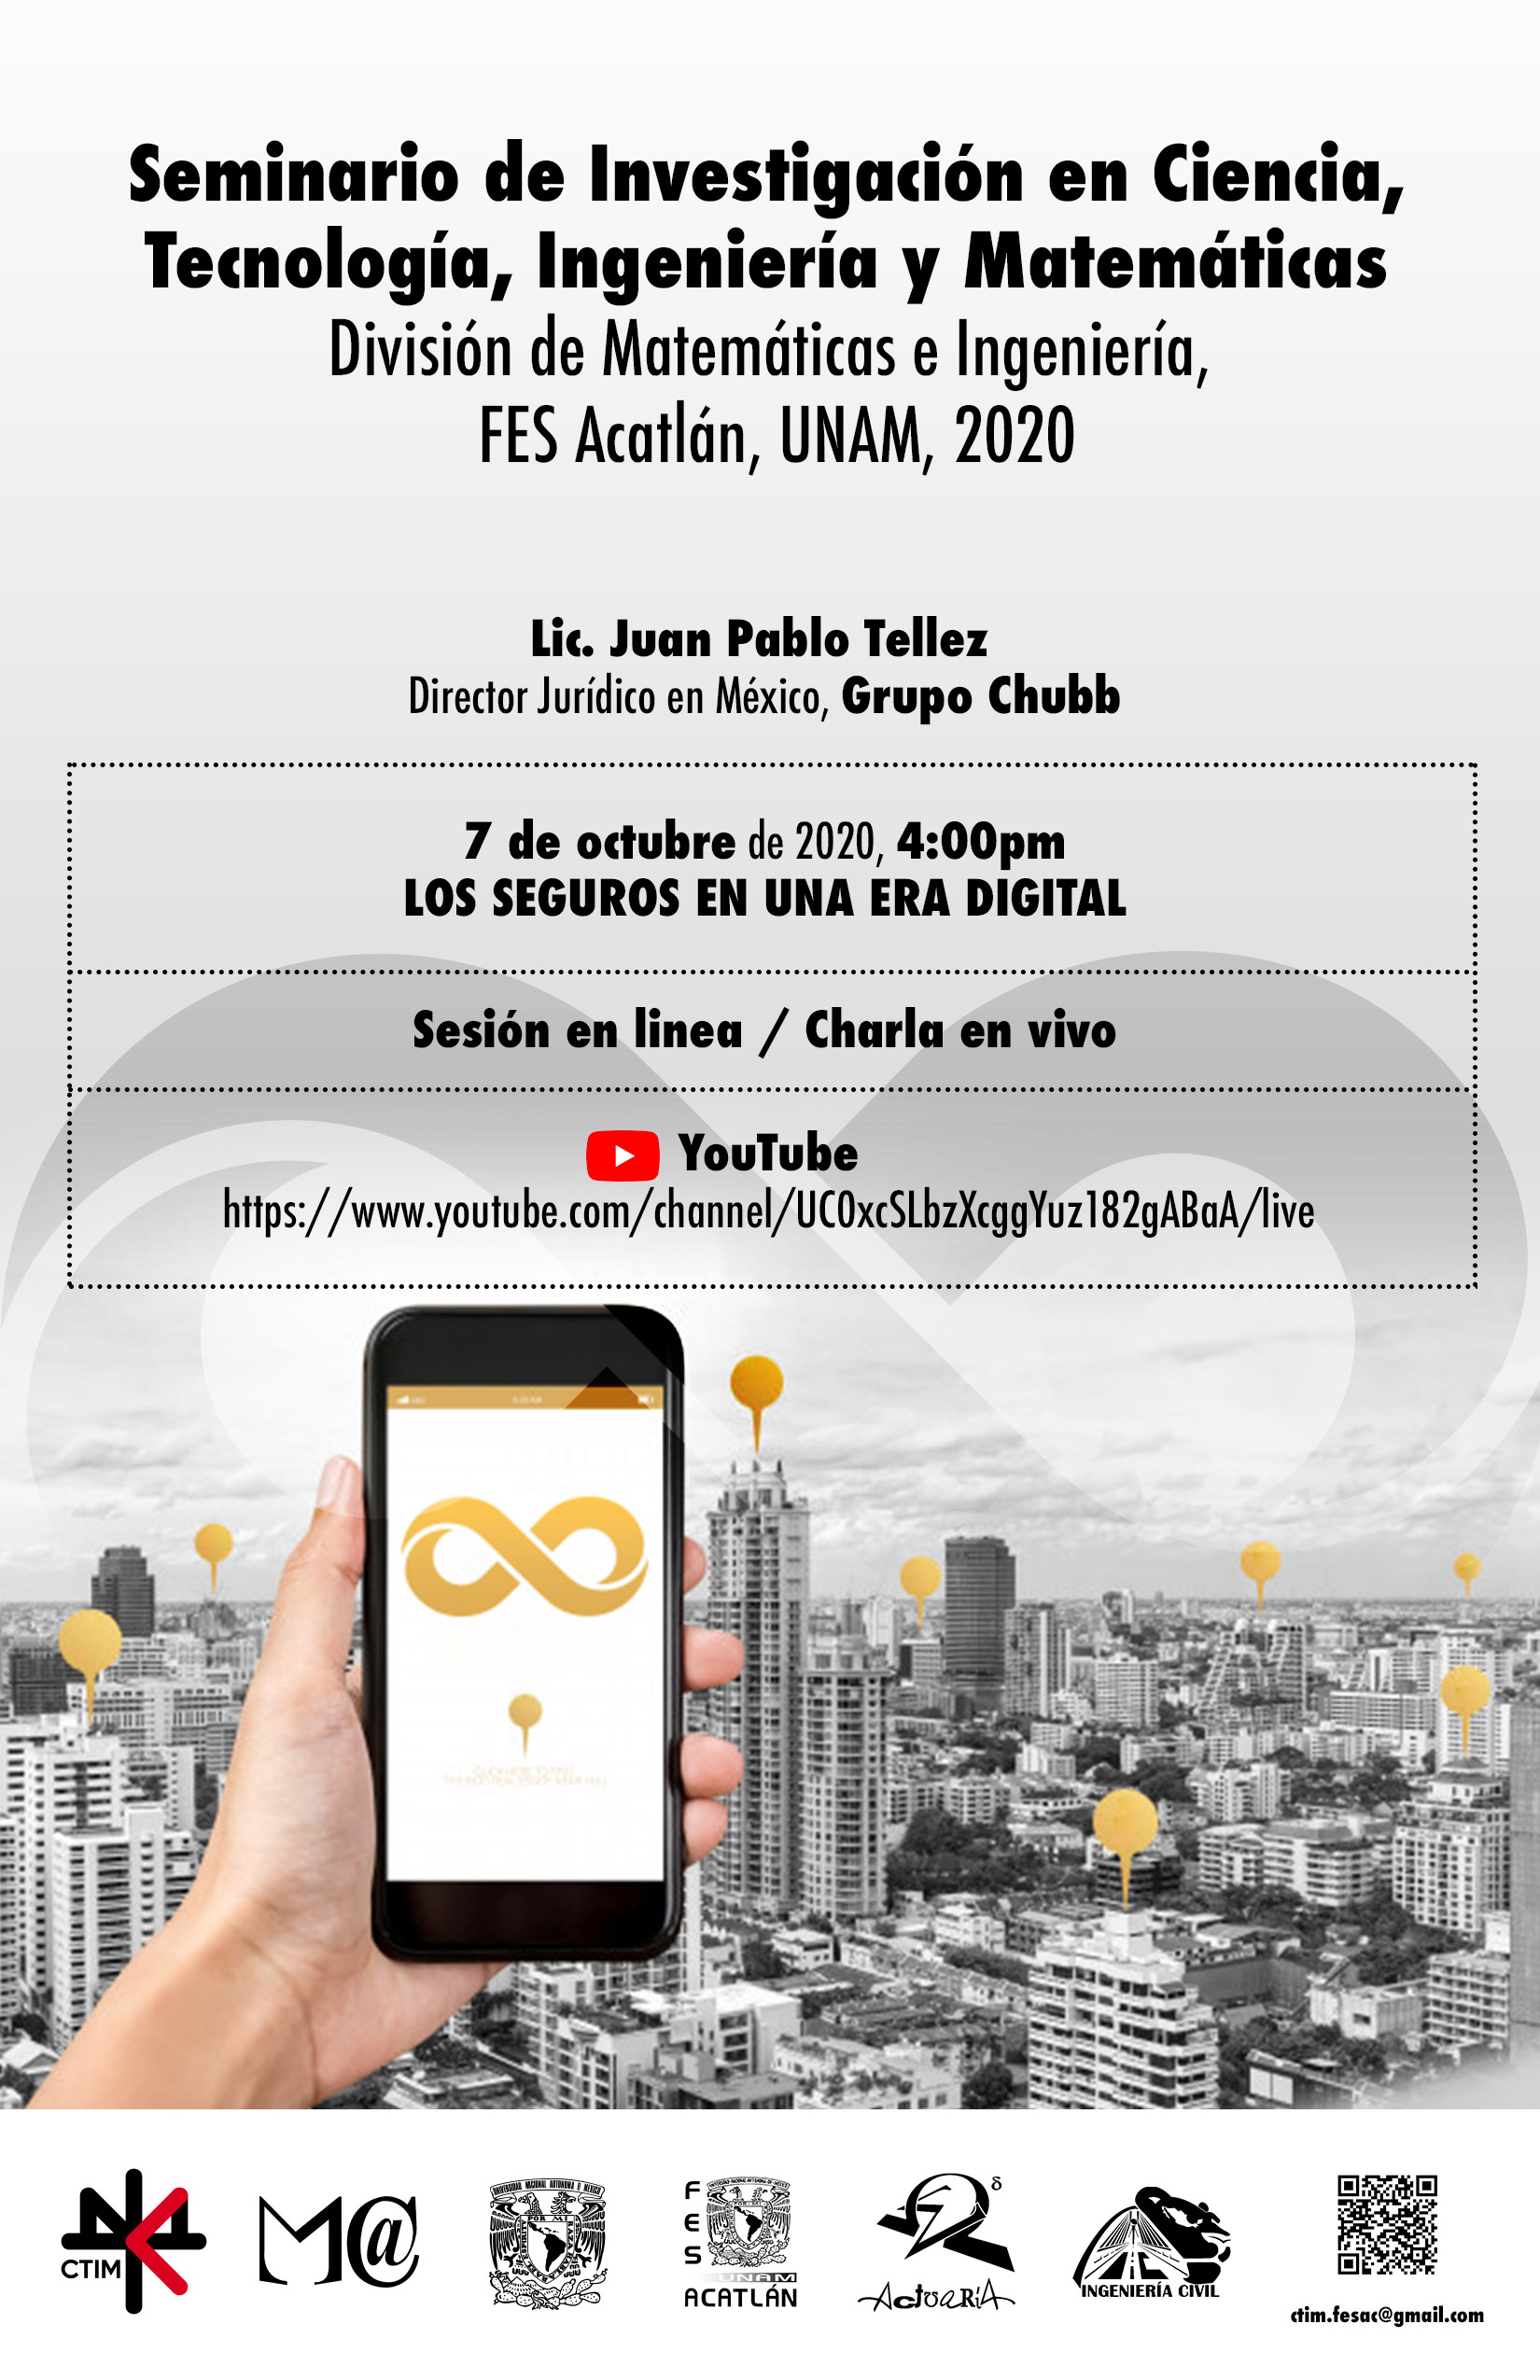 Seminario de Investigación en Ciencia,
Tecnología, Ingeniería y Matemáticas
División de Matemáticas e Ingeniería,
FES Acatlán, UNAM, 2020
Lic. Juan Pablo Tellez
Director Jurídico en México, Grupo Chubb
7 de octubre de 2020, 4:00pm
LOS SEGUROS EN UNA ERA DIGITAL
Sesión en linea / Charla en vivo
YouTube
https://www.youtube.com/channel/UC0xcSLbzXcggYuz182gABaA/live
CTIM
M@
FES
UNAM
ACATLÁN
ActuaRíA
INGENIERÍA CIVIL
ctim.fesac@gmail.com